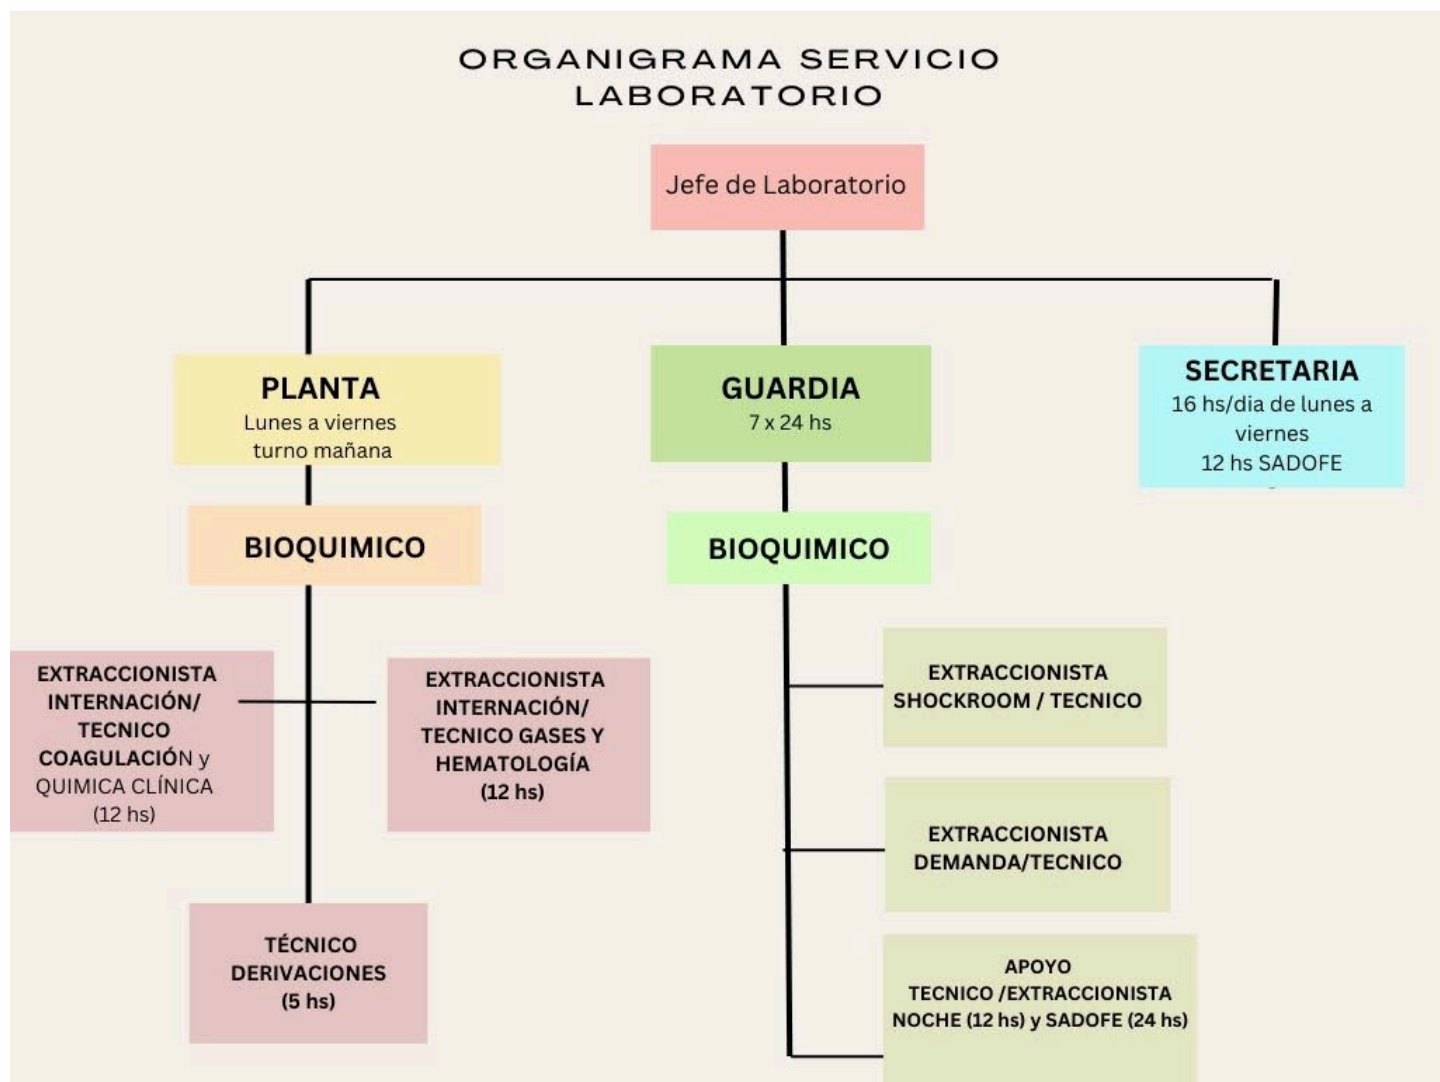 ORGANIGRAMA SERVICIO
LABORATORIO
Jefe de Laboratorio
PLANTA
Lunes a viernes
turno mañana
GUARDIA
7 x 24 hs
SECRETARIA
16 hs/dia de lunes a
viernes
12 hs SADOFE
BIOQUIMICO
BIOQUIMICO
EXTRACCIONISTA
INTERNACIÓN/
TECNICO
COAGULACIÓN y
QUIMICA CLÍNICA
(12 hs)
EXTRACCIONISTA
INTERNACIÓN/
TECNICO GASES Y
HEMATOLOGÍA
(12 hs)
TÉCNICO
DERIVACIONES
(5 hs)
EXTRACCIONISTA
SHOCKROOM / TECNICO
EXTRACCIONISTA
DEMANDA/TECNICO
APOYO
TECNICO /EXTRACCIONISTA
NOCHE (12 hs) y SADOFE (24 hs)